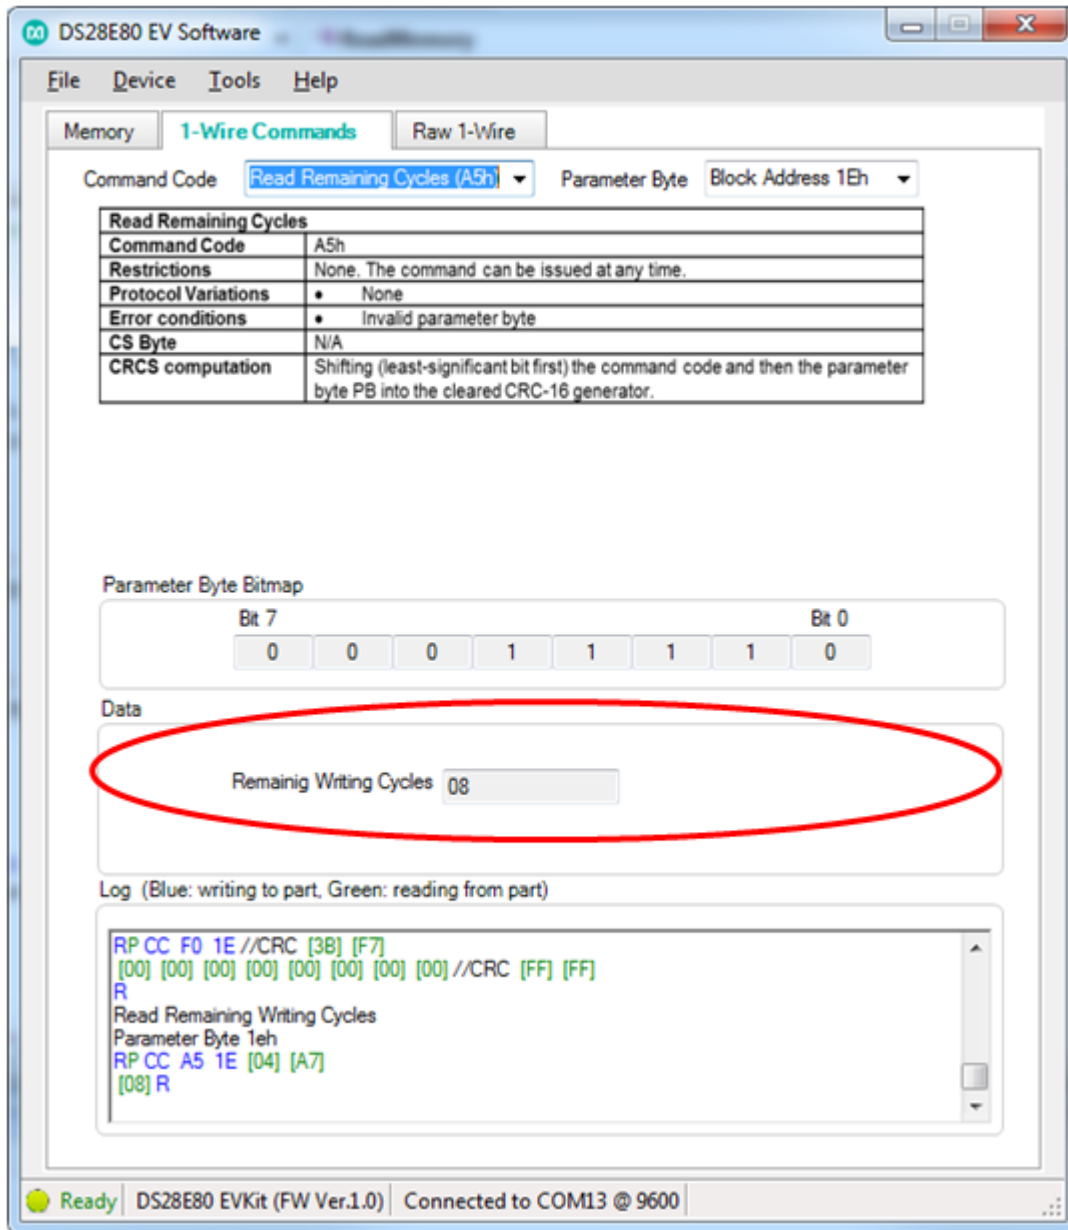 DS28E80 EV Software
File Device Tools Help
Memory 1-Wire Commands Raw 1-Wire
Command Code Read Remaining Cycles (A5h) Parameter Byte Block Address 1Eh
Read Remaining Cycles
Command Code A5h
Restrictions None. The command can be issued at any time.
Protocol Variations • None
Error conditions • Invalid parameter byte
CS Byte N/A
CRCS computation Shifting (least-significant bit first) the command code and then the parameter
byte PB into the cleared CRC-16 generator.
Parameter Byte Bitmap
Bit 7 Bit 0
0 0 0 1 1 1 1 0
Data
Remainig Writing Cycles 08
Log (Blue: writing to part, Green: reading from part)
RP CC F0 1E //CRC [3B] [F7]
[00] [00] [00] [00] [00] [00] [00] [00] //CRC [FF] [FF]
R
Read Remaining Writing Cycles
Parameter Byte 1eh
RP CC A5 1E [04] [A7]
[08] R
Ready DS28E80 EVKit (FW Ver.1.0) Connected to COM13 @ 9600